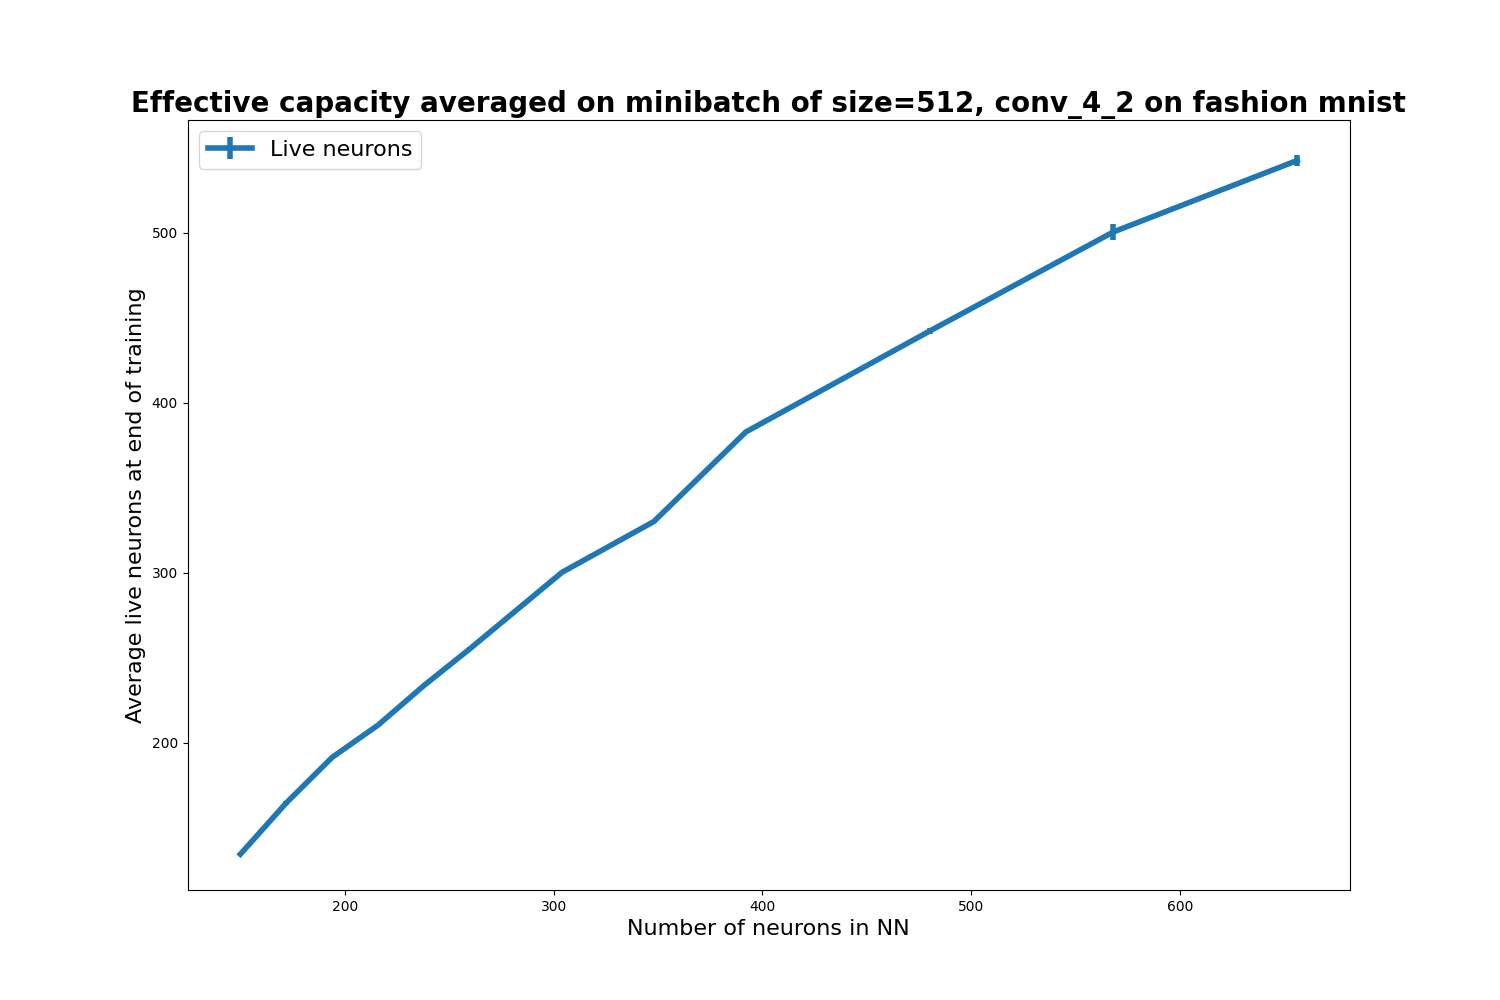 Effective capacity averaged on minibatch of size=512, conv_4_2 on fashion mnist
Live neurons
Average live neurons at end of training
500
400
300
200
200
300
400
500
600
Number of neurons in NN